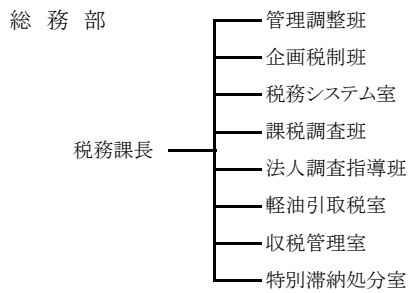 総務部
管理調整班
企画税制班
税務システム室
課税調査班
税務課長
法人調査指導班
軽油引取税室
収税管理室
特別滞納処分室